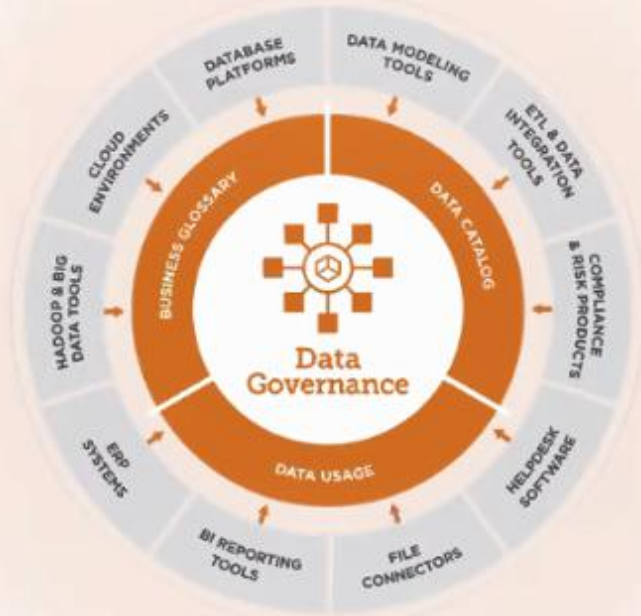 DATABASE
PLATFORMS
DATA MODELING
TOOLS
ETL & DATA
INTEGRATION
TOOLS
COMPLIANCE
& RISK PRODUCTS
HELPDESK
SOFTWARE
FILE
CONNECTORS
BI REPORTING
TOOLS
ERP
SYSTEMS
HADOOP & BIG
DATA TOOLS
CLOUD
ENVIRONMENTS
BUSINESS GLOSSARY
DATA CATALOG
DATA USAGE
Data
Governance